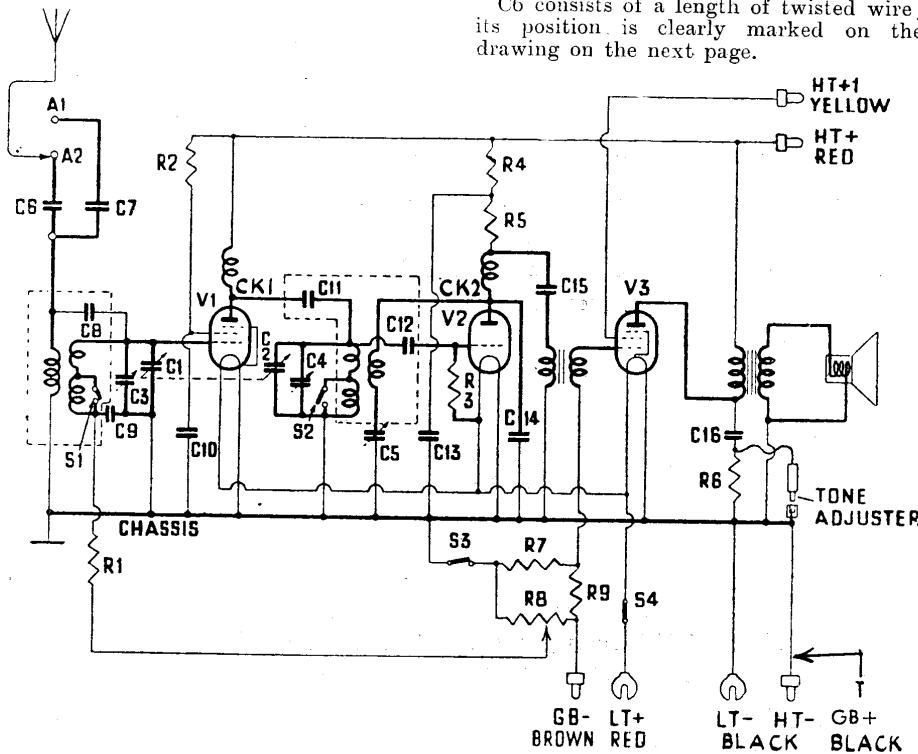 C6 consists of a length of twisted wire,
its position is clearly marked on the
drawing on the next page.
HT+1
YELLOW
HT+
RED
A1
A2
R2
R4
C6
C7
R5
C11
CK1
CK2
C15
V1
V2
V3
C8
C12
C1
C2
C4
C3
R3
C9
S2
C14
C16
S1
C10
C5
C13
R6
TONE
ADJUSTER
CHASSIS
S3
R7
R1
R8
R9
S4
T
GB-
BROWN
LT+
RED
LT-
HT-
BLACK
GB+
BLACK